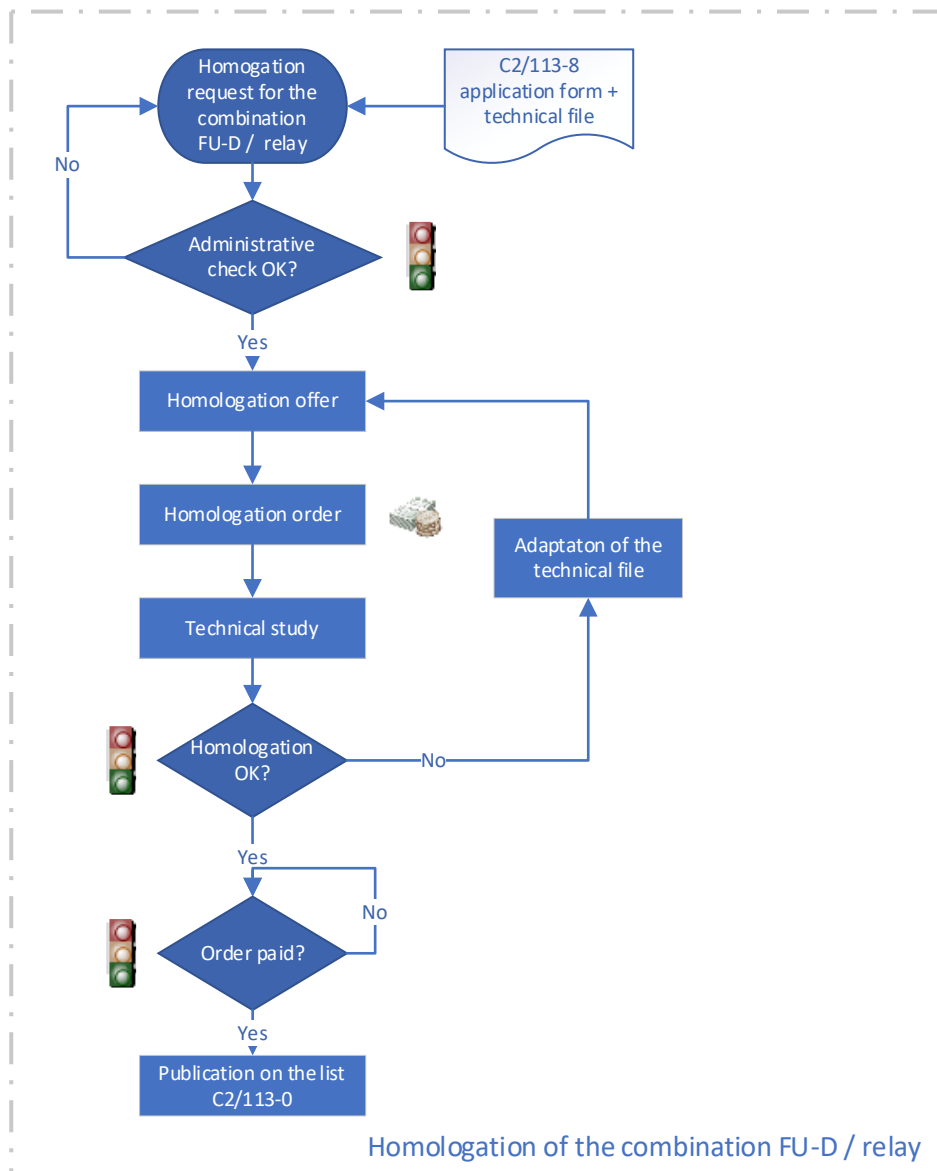 Homogation
request for the
combination
FU-D / relay
C2/113-8
application form +
technical file
No
Administrative
check OK?
Yes
Homologation offer
Homologation order
Adaptaton of the
technical file
Technical study
Homologation
OK?
No
Yes
No
Order paid?
Yes
Publication on the list
C2/113-0
Homologation of the combination FU-D / relay